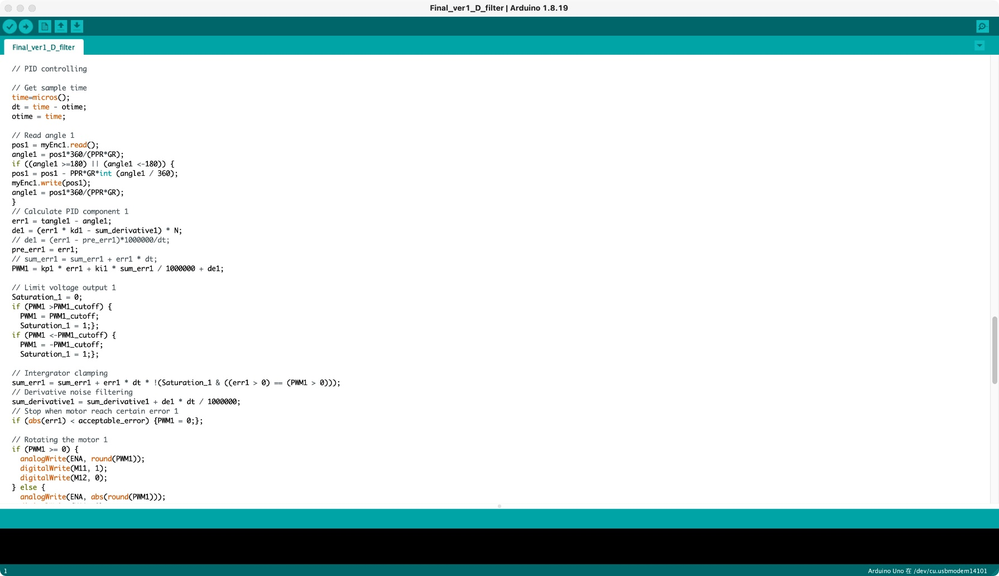 Final_ver1_D_filter | Arduino 1.8.19
Final_ver1_D_filter
// PID controlling
// Get sample time
time=micros();
dt = time - otime;
otime = time;
// Read angle 1
pos1 = myEnc1.read();
angle1 = pos1*360/(PPR*GR);
if ((angle1 >=180) || (angle1 <-180)) {
pos1 = pos1 - PPR*GR*int (angle1 / 360);
myEnc1.write(pos1);
angle1 = pos1*360/(PPR*GR);
}
// Calculate PID component 1
err1 = tangle1 - angle1;
de1 = (err1 * kd1 - sum_derivative1) * N;
// de1 = (err1 - pre_err1)*1000000/dt;
pre_err1 = err1;
// sum_err1 = sum_err1 + err1 * dt;
PWM1 = kp1 * err1 + ki1 * sum_err1 / 1000000 + de1;
// Limit voltage output 1
Saturation_1 = 0;
if (PWM1 >PWM1_cutoff) {
  PWM1 = PWM1_cutoff;
  Saturation_1 = 1;};
if (PWM1 <-PWM1_cutoff) {
  PWM1 = -PWM1_cutoff;
  Saturation_1 = 1;};
// Intergrator clamping
sum_err1 = sum_err1 + err1 * dt * !(Saturation_1 & ((err1 > 0) == (PWM1 > 0)));
// Derivative noise filtering
sum_derivative1 = sum_derivative1 + de1 * dt / 1000000;
// Stop when motor reach certain error 1
if (abs(err1) < acceptable_error) {PWM1 = 0;};
// Rotating the motor 1
if (PWM1 >= 0) {
  analogWrite(ENA, round(PWM1));
  digitalWrite(M11, 1);
  digitalWrite(M12, 0);
} else {
  analogWrite(ENA, abs(round(PWM1)));
1
Arduino Uno 在 /dev/cu.usbmodem14101